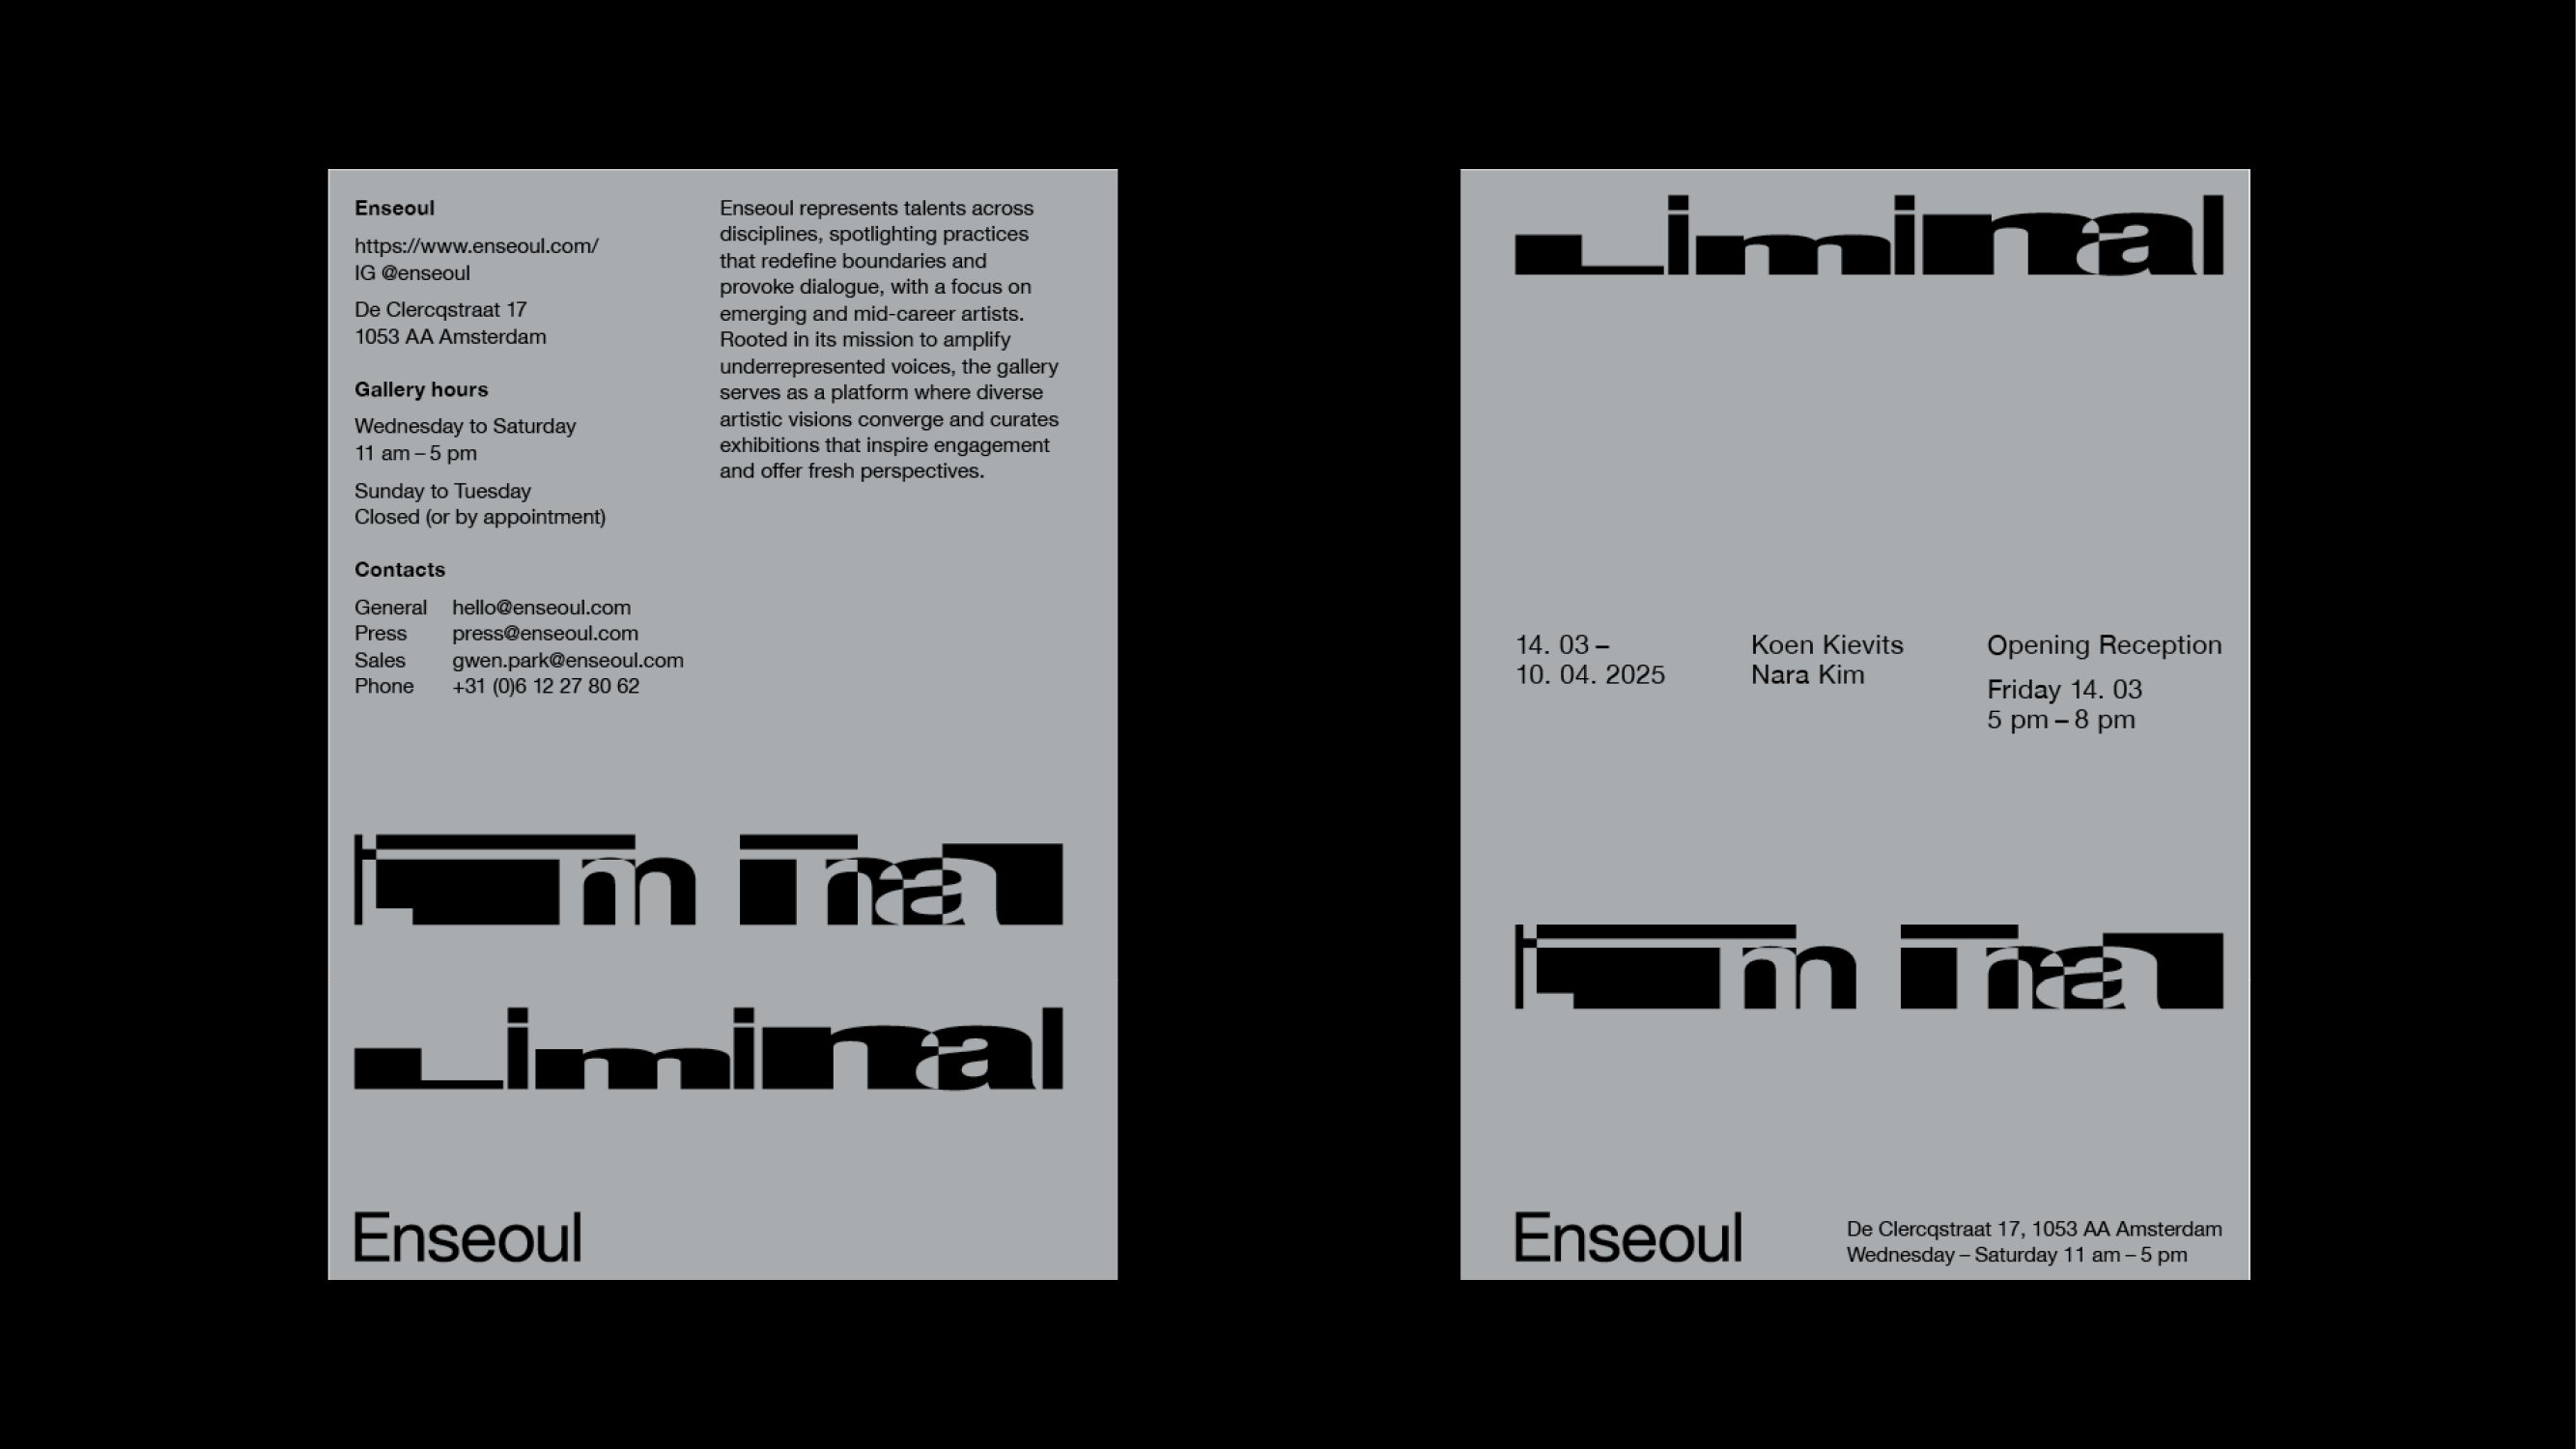 Enseoul
https://www.enseoul.com/
IG @enseoul
De Clercqstraat 17
1053 AA Amsterdam
Gallery hours
Wednesday to Saturday
11 am – 5 pm
Sunday to Tuesday
Closed (or by appointment)
Contacts
General hello@enseoul.com
Press press@enseoul.com
Sales gwen.park@enseoul.com
Phone +31 (0)6 12 27 80 62
Enseoul represents talents across
disciplines, spotlighting practices
that redefine boundaries and
provoke dialogue, with a focus on
emerging and mid-career artists.
Rooted in its mission to amplify
underrepresented voices, the gallery
serves as a platform where diverse
artistic visions converge and curates
exhibitions that inspire engagement
and offer fresh perspectives.
Liminal
Enseoul
Liminal
14. 03 –
10. 04. 2025
Koen Kievits
Nara Kim
Opening Reception
Friday 14. 03
5 pm – 8 pm
Enseoul
De Clercqstraat 17, 1053 AA Amsterdam
Wednesday – Saturday 11 am – 5 pm